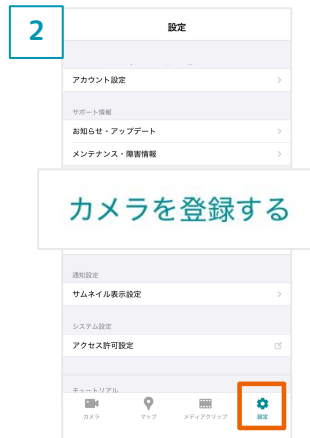 2
設定
アカウント設定
サポート情報
お知らせ・アップデート
メンテナンス・障害情報
カメラを登録する
通知設定
サムネイル表示設定
システム設定
アクセス許可設定
チュートリアル
カメラ
マップ
メディアクリップ
設定